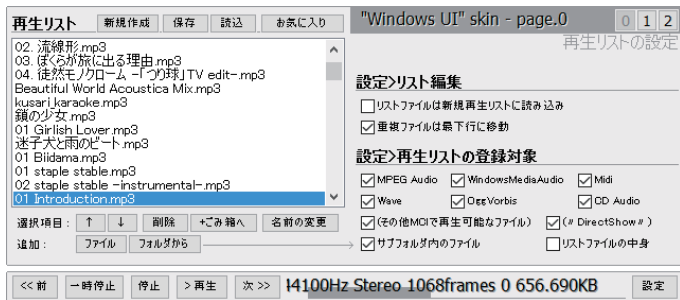 再生リスト 新規作成 保存 読込 お気に入り
02. 流線形.mp3
03. ぼくらが旅に出る理由.mp3
04. 徒然モノクローム -「つり球」TV edit-.mp3
Beautiful World Acoustica Mix.mp3
kusari karaoke.mp3
鎖の少女.mp3
01 Girlish Lover.mp3
迷子犬と雨のビート.mp3
01 Biidama.mp3
01 staple stable.mp3
02 staple stable -instrumental-.mp3
01 Introduction.mp3
選択項目: ↑ ↓ 削除 +ごみ箱へ 名前の変更
追加: ファイル フォルダから
"Windows UI" skin - page.0 0 1 2
再生リストの設定
設定>リスト編集
リストファイルは新規再生リストに読み込み
重複ファイルは最下行に移動
設定>再生リストの登録対象
MPEG Audio WindowsMediaAudio Midi
Wave OggVorbis CD Audio
(その他MCIで再生可能なファイル) (# DirectShow #)
サブフォルダ内のファイル リストファイルの中身
<< 前 一時停止 停止 > 再生 次 >> 44100Hz Stereo 1068frames 0 656.690KB 設定